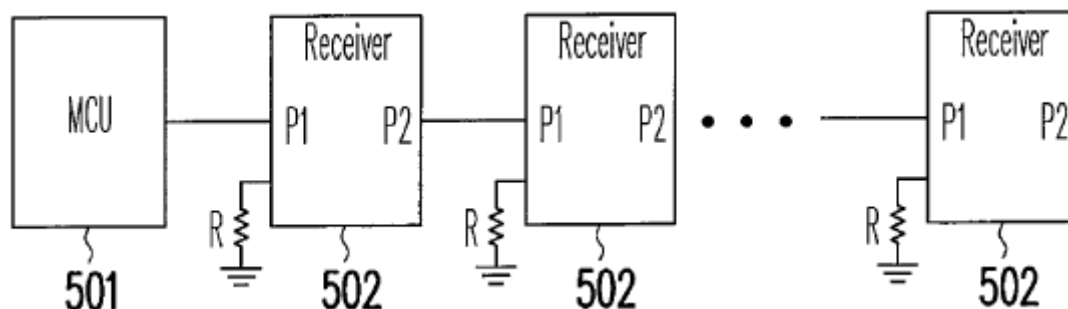 Receiver Receiver Receiver
MCU P1 P2 P1 P2 P1 P2
R R R
501 502 502 502